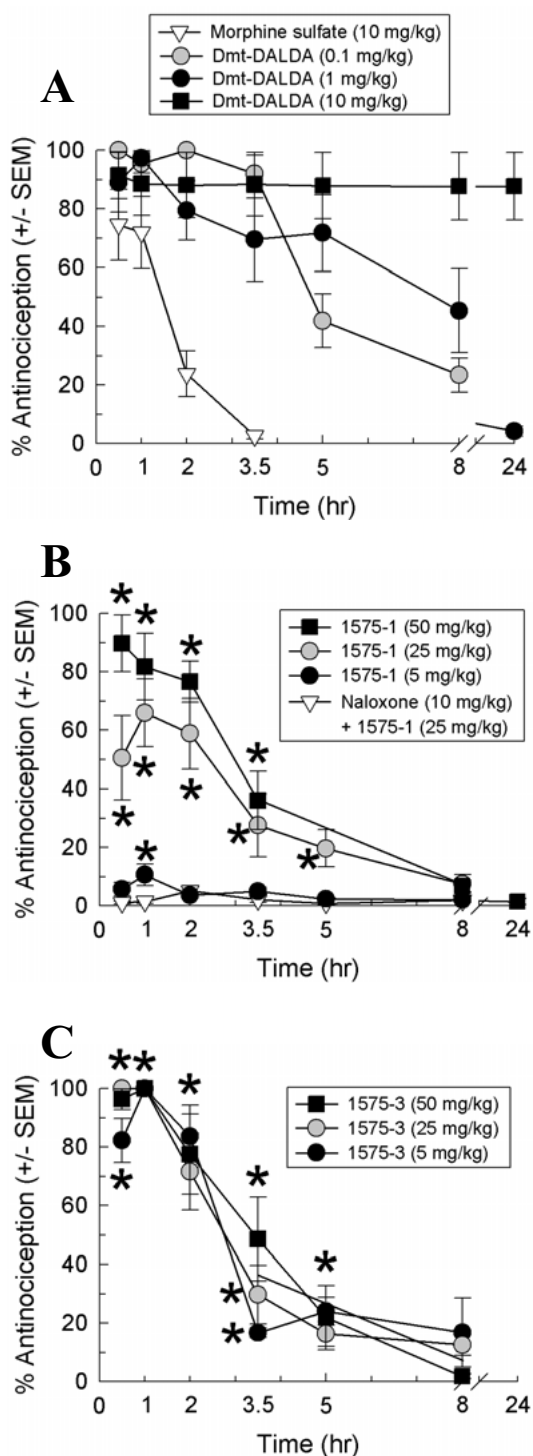 Morphine sulfate (10 mg/kg)
Dmt-DALDA (0.1 mg/kg)
Dmt-DALDA (1 mg/kg)
Dmt-DALDA (10 mg/kg)
A
% Antinociception (+/- SEM)
100
80
60
40
20
0
0 1 2 3.5 5 8 24
Time (hr)
B
1575-1 (50 mg/kg)
1575-1 (25 mg/kg)
1575-1 (5 mg/kg)
Naloxone (10 mg/kg)
+ 1575-1 (25 mg/kg)
% Antinociception (+/- SEM)
100
80
60
40
20
0
0 1 2 3.5 5 8 24
Time (hr)
C
1575-3 (50 mg/kg)
1575-3 (25 mg/kg)
1575-3 (5 mg/kg)
% Antinociception (+/- SEM)
100
80
60
40
20
0
0 1 2 3.5 5 8 24
Time (hr)